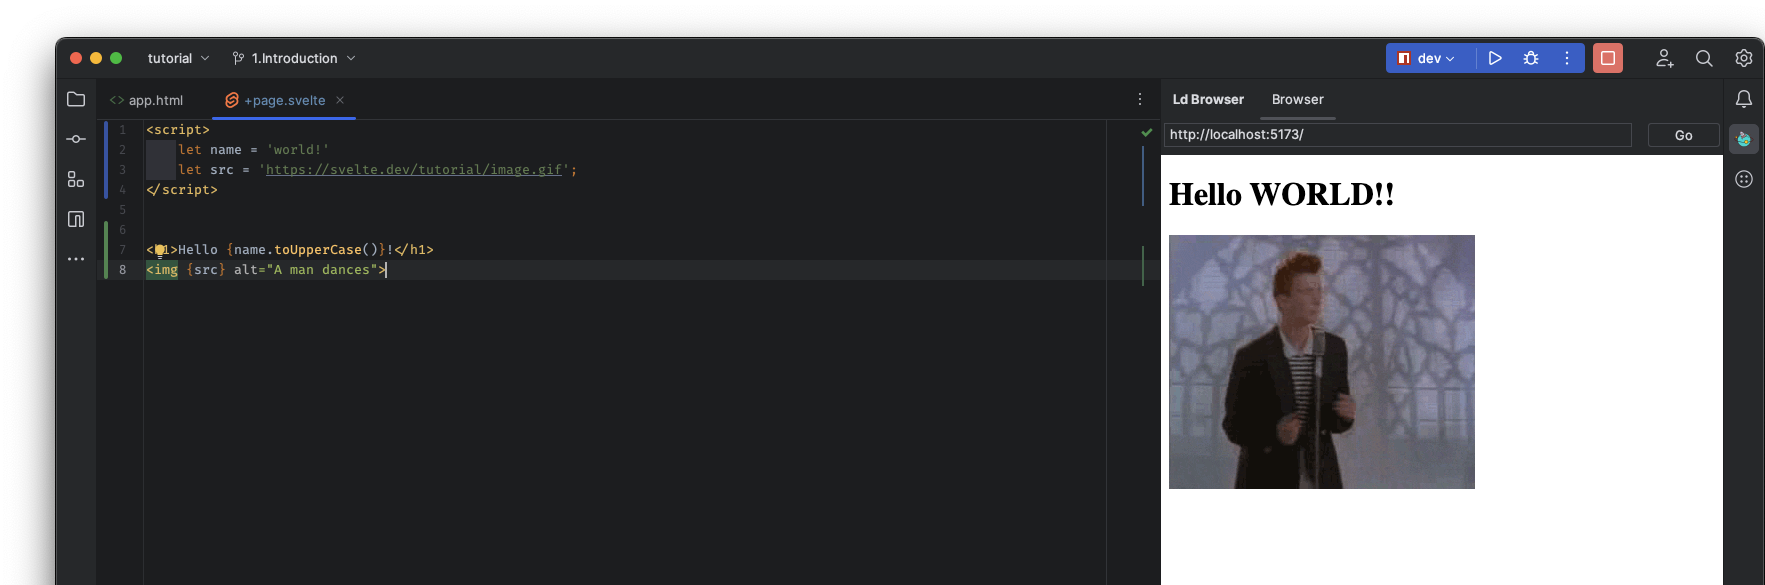 tutorial
1.Introduction
dev
app.html
+page.svelte
Ld Browser
Browser
http://localhost:5173/
Go
1 <script>
2 let name = 'world!'
3 let src = 'https://svelte.dev/tutorial/image.gif';
4 </script>
5
6
7 <h1>Hello {name.toUpperCase()}!</h1>
8 <img {src} alt="A man dances">
Hello WORLD!!